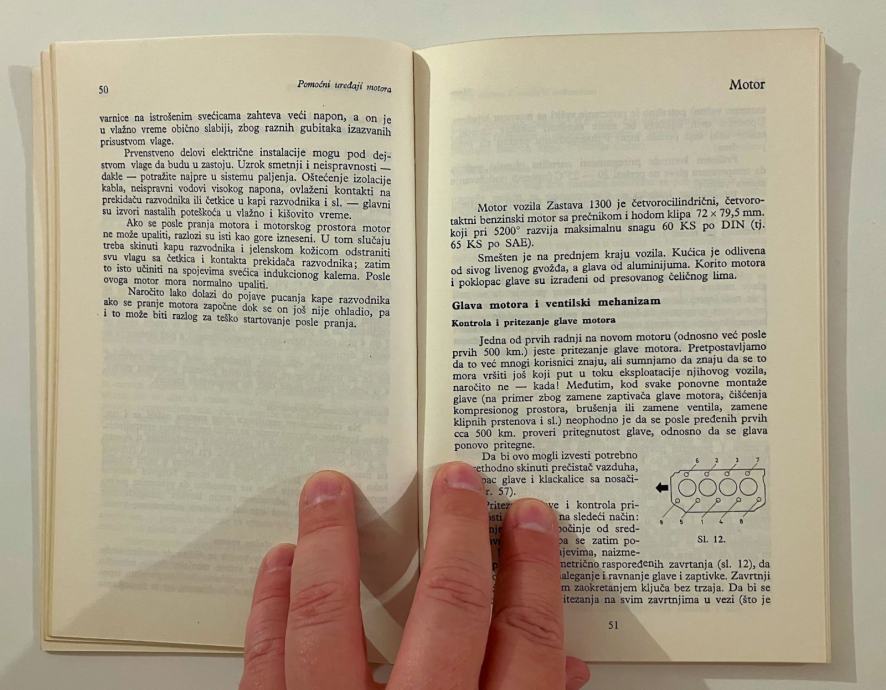 50
Pomoćni uređaji motora
varnice na istrošenim svećicama zahteva veći napon, a on je
u vlažno vreme obično slabiji, zbog raznih gubitaka izazvanih
prisustvom vlage.
Prvenstveno delovi električne instalacije mogu pod dej-
stvom vlage da budu u zastoju. Uzrok smetnji i neispravnosti —
dakle — potražite najpre u sistemu paljenja. Oštećenje izolacije
kabla, neispravni vodovi visokog napona, ovlaženi kontakti na
prekidaču razvodnika ili četkice u kapi razvodnika i sl. — glavni
su izvori nastalih poteškoća u vlažno i kišovito vreme.
Ako se posle pranja motora i motorskog prostora motor
ne može upaliti, razlozi su isti kao gore izneseni. U tom slučaju
treba skinuti kapu razvodnika i jelenskom kožicom odstraniti
svu vlagu sa četkica i kontakta prekidača razvodnika; zatim
to isto učiniti na spojevima svećica indukcionog kalema. Posle
ovoga motor mora normalno upaliti.
Naročito lako dolazi do pojave pucanja kape razvodnika
ako se pranje motora započne dok se on još nije ohladio, pa
i to može biti razlog za teško startovanje posle pranja.
Motor
Motor vozila Zastava 1300 je četvorocilindrični, četvoro-
taktni benzinski motor sa prečnikom i hodom klipa 72 × 79,5 mm.
koji pri 5200° razvija maksimalnu snagu 60 KS po DIN (tj.
65 KS po SAE).
Smešten je na prednjem kraju vozila. Kućica je odlivena
od sivog livenog gvožđa, a glava od aluminijuma. Korito motora
i poklopac glave su izrađeni od presovanog čeličnog lima.
Glava motora i ventilski mehanizam
Kontrola i pritezanje glave motora
Jedna od prvih radnji na novom motoru (odnosno već posle
prvih 500 km.) jeste pritezanje glave motora. Pretpostavljamo
da to već mnogi korisnici znaju, ali sumnjamo da znaju da se to
mora vršiti još koji put u toku eksploatacije njihovog vozila,
naročito ne — kada! Međutim, kod svake ponovne montaže
glave (na primer zbog zamene zaptivača glave motora, čišćenja
kompresionog prostora, brušenja ili zamene ventila, zamene
klipnih prstenova i sl.) neophodno je da se posle pređenih prvih
cca 500 km. proveri pritegnutost glave, odnosno da se glava
ponovo pritegne.
Da bi ovo mogli izvesti potrebno
skinuti prečistač vazduha,
glave i klackalice sa nosači-
57).
i kontrola pri-
na sledeći način:
od sred-
se zatim po-
naizme-
raspoređenih zavrtanja (sl. 12), da
naleganje i ravnanje glave i zaptivke. Zavrtnji
zaokretanjem ključa bez trzaja. Da bi se
na svim zavrtnjima u vezi (što je
6 2 3 7
9 5 1 4 8
Sl. 12.
51